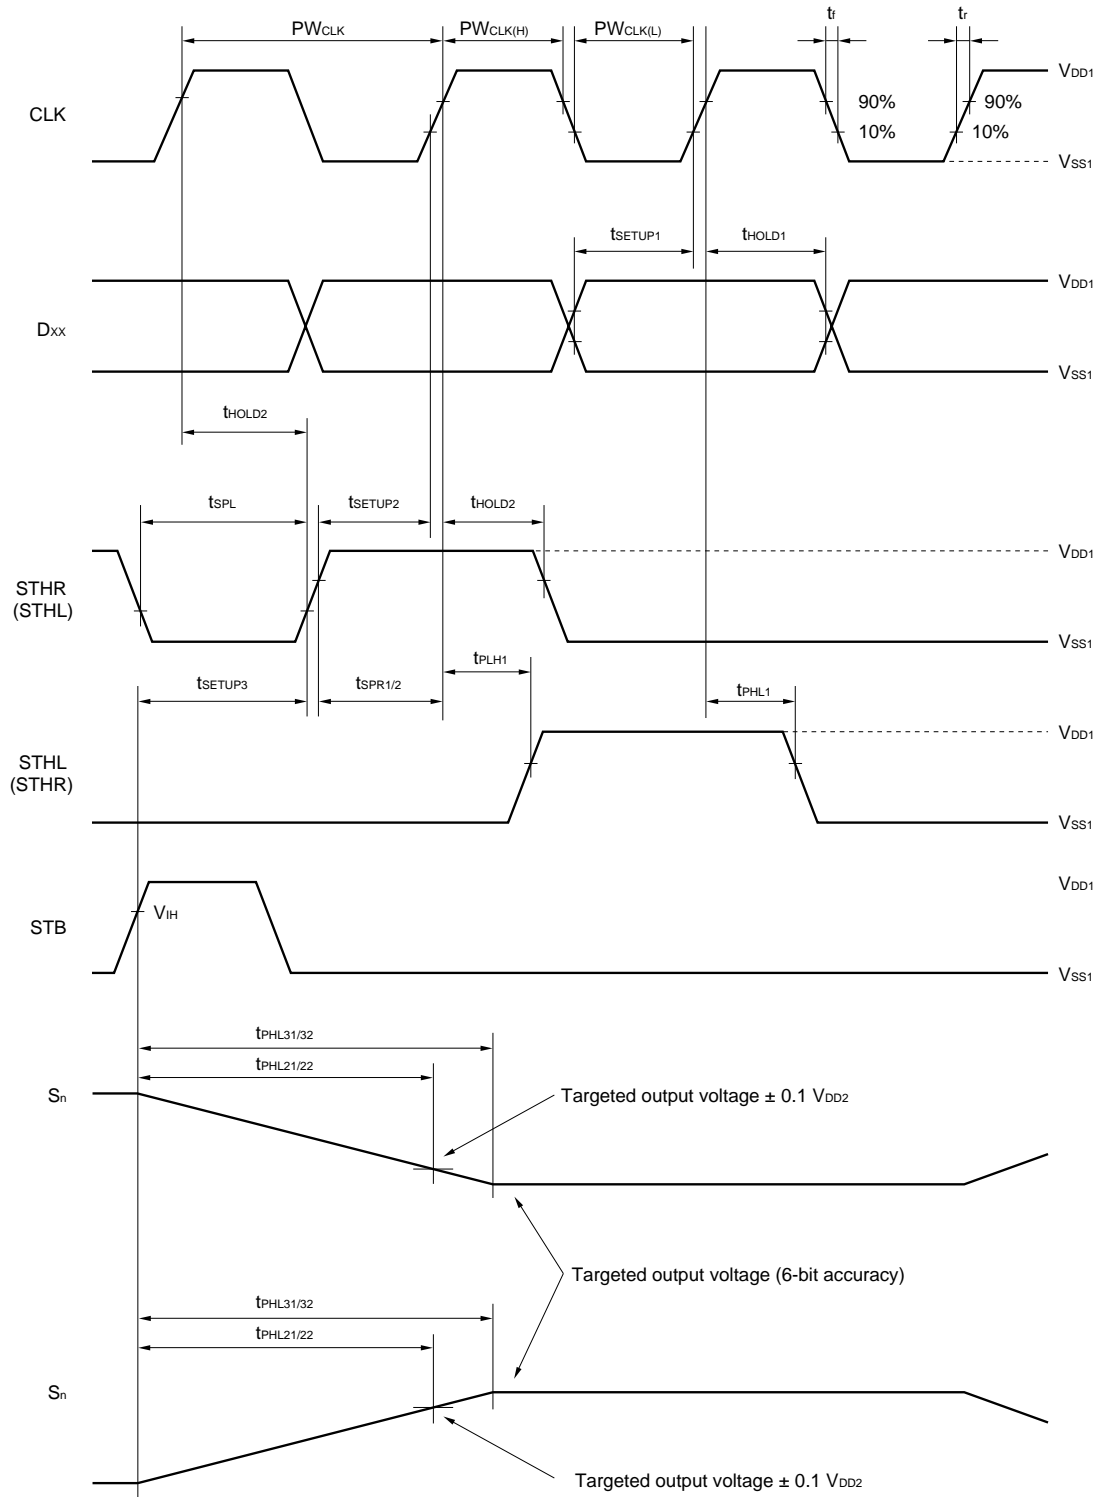 PWCLK PWCLK(H) PWCLK(L) tf tr
VDD1
CLK
90% 90%
10% 10%
VSS1
tSETUP1 tHOLD1
VDD1
DXX
VSS1
tHOLD2
tSPL tSETUP2 tHOLD2
VDD1
STHR
(STHL)
VSS1
tPLH1
tSETUP3 tSPR1/2 tPHL1
VDD1
STHL
(STHR)
VSS1
VDD1
VIH
STB
VSS1
tPHL31/32
tPHL21/22
Sn
Targeted output voltage ± 0.1 VDD2
Targeted output voltage (6-bit accuracy)
tPHL31/32
tPHL21/22
Sn
Targeted output voltage ± 0.1 VDD2